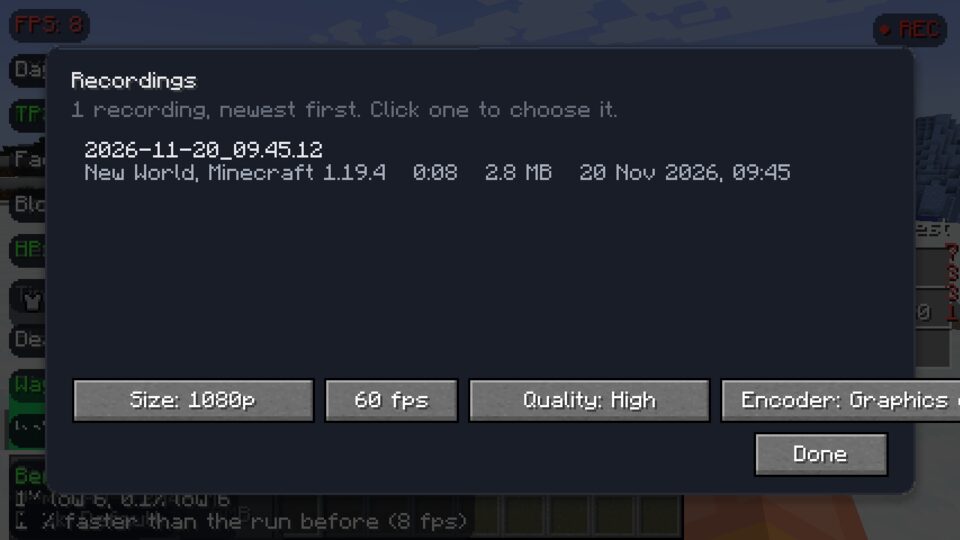 FPS: 8
REC
Recordings
1 recording, newest first. Click one to choose it.
2026-11-20_09.45.12
New World, Minecraft 1.19.4 0:08 2.8 MB 20 Nov 2026, 09:45
Size: 1080p
60 fps
Quality: High
Encoder: Graphics
Done
faster than the run before (8 fps)